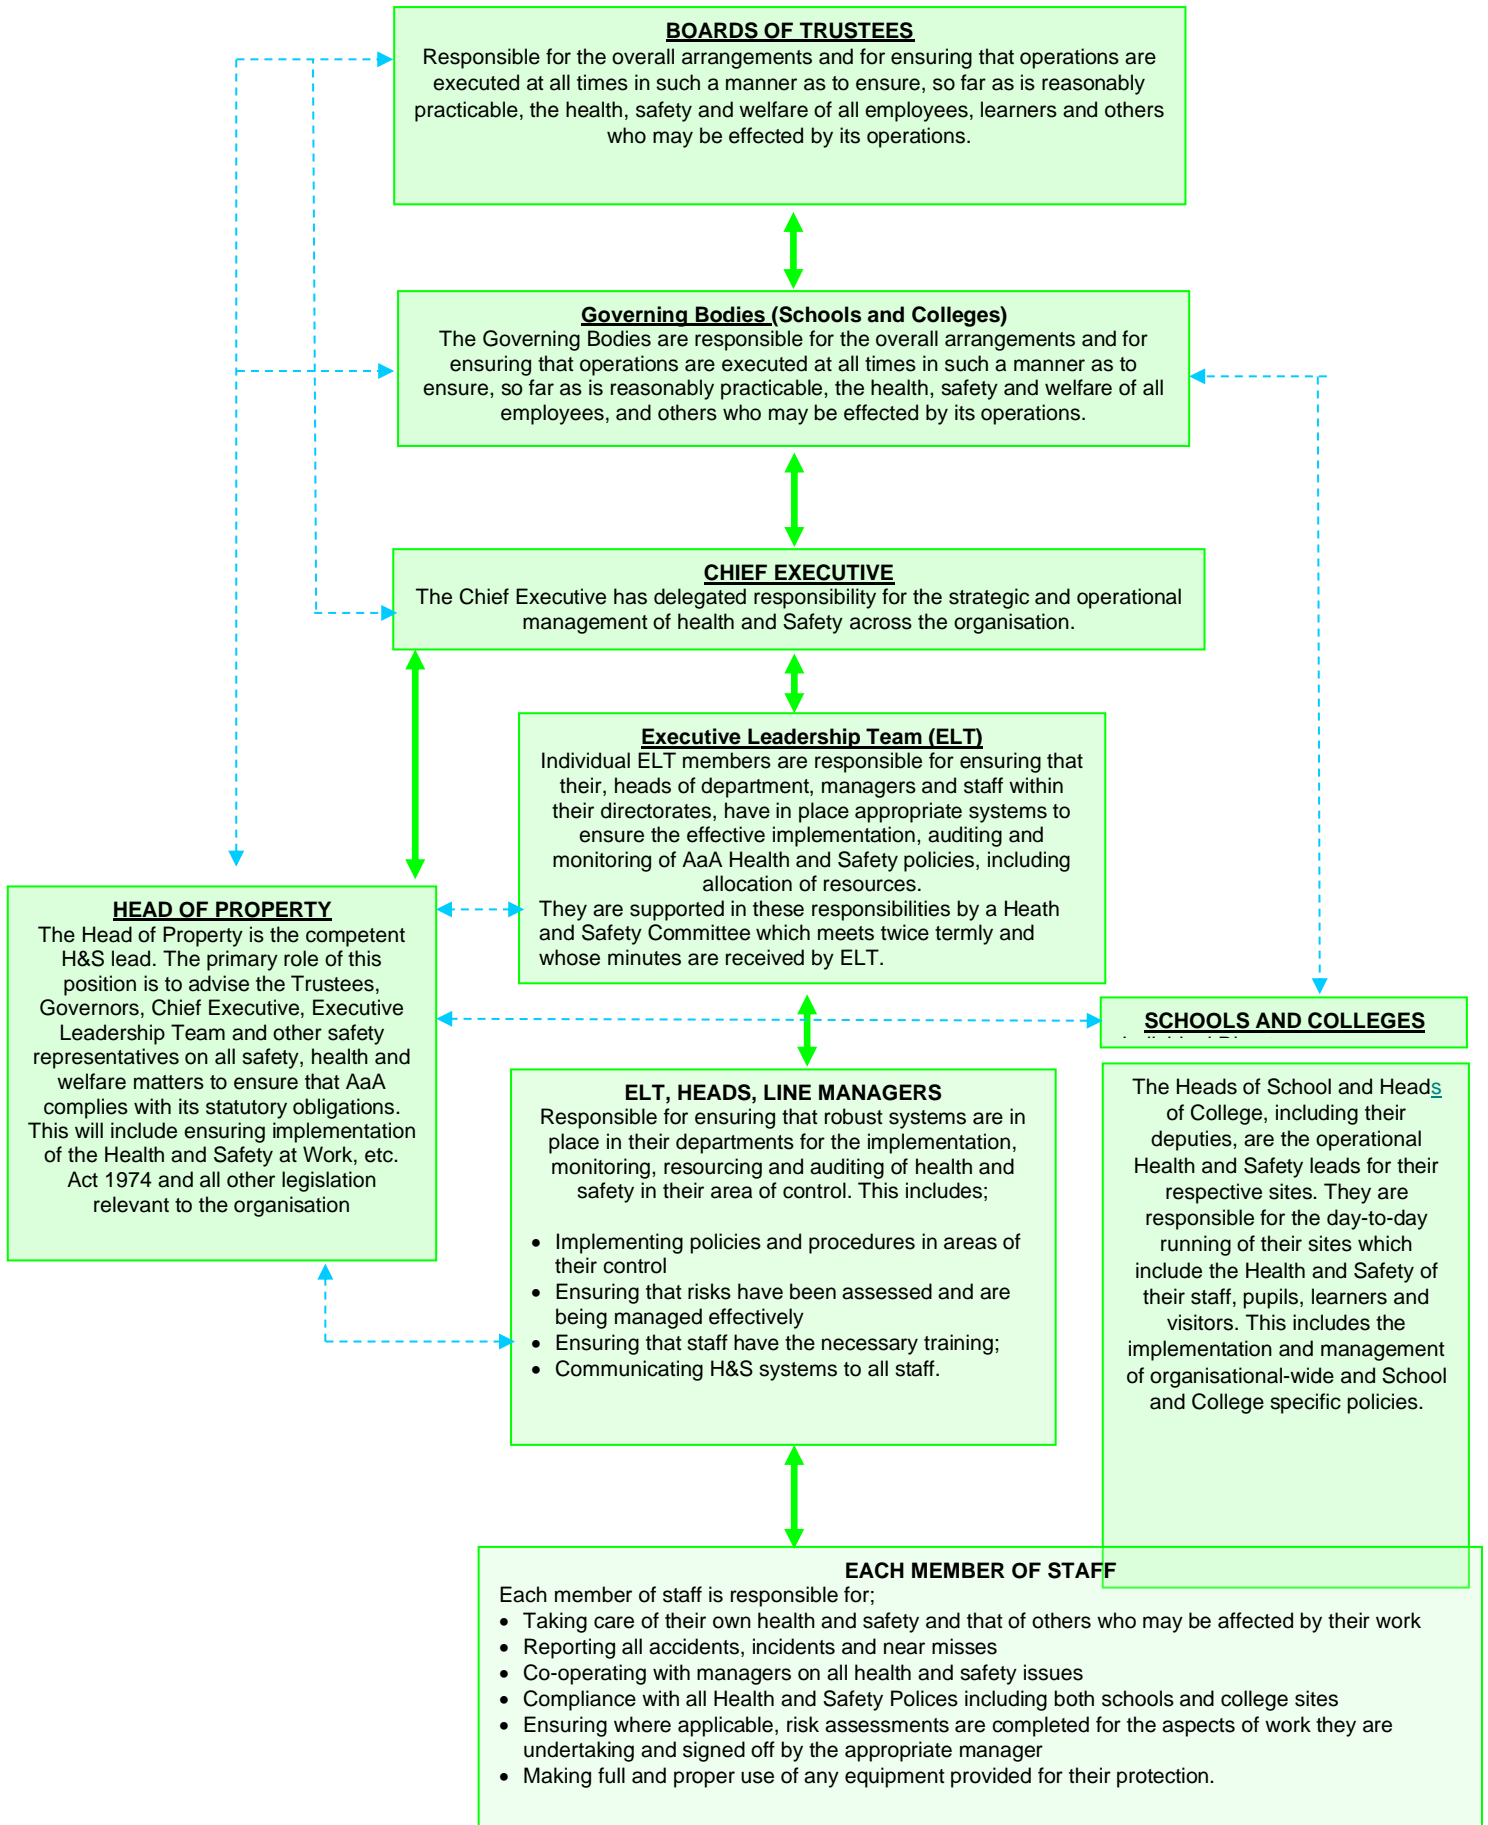 BOARDS OF TRUSTEES
Responsible for the overall arrangements and for ensuring that operations are
executed at all times in such a manner as to ensure, so far as is reasonably
practicable, the health, safety and welfare of all employees, learners and others
who may be effected by its operations.
Governing Bodies (Schools and Colleges)
The Governing Bodies are responsible for the overall arrangements and for
ensuring that operations are executed at all times in such a manner as to
ensure, so far as is reasonably practicable, the health, safety and welfare of all
employees, and others who may be effected by its operations.
CHIEF EXECUTIVE
The Chief Executive has delegated responsibility for the strategic and operational
management of health and Safety across the organisation.
Executive Leadership Team (ELT)
Individual ELT members are responsible for ensuring that
their, heads of department, managers and staff within
their directorates, have in place appropriate systems to
ensure the effective implementation, auditing and
monitoring of AaA Health and Safety policies, including
allocation of resources.
They are supported in these responsibilities by a Heath
and Safety Committee which meets twice termly and
whose minutes are received by ELT.
HEAD OF PROPERTY
The Head of Property is the competent
H&S lead. The primary role of this
position is to advise the Trustees,
Governors, Chief Executive, Executive
Leadership Team and other safety
representatives on all safety, health and
welfare matters to ensure that AaA
complies with its statutory obligations.
This will include ensuring implementation
of the Health and Safety at Work, etc.
Act 1974 and all other legislation
relevant to the organisation
SCHOOLS AND COLLEGES
The Heads of School and Heads
of College, including their
deputies, are the operational
Health and Safety leads for their
respective sites. They are
responsible for the day-to-day
running of their sites which
include the Health and Safety of
their staff, pupils, learners and
visitors. This includes the
implementation and management
of organisational-wide and School
and College specific policies.
ELT, HEADS, LINE MANAGERS
Responsible for ensuring that robust systems are in
place in their departments for the implementation,
monitoring, resourcing and auditing of health and
safety in their area of control. This includes;
• Implementing policies and procedures in areas of
their control
• Ensuring that risks have been assessed and are
being managed effectively
• Ensuring that staff have the necessary training;
• Communicating H&S systems to all staff.
EACH MEMBER OF STAFF
Each member of staff is responsible for;
• Taking care of their own health and safety and that of others who may be affected by their work
• Reporting all accidents, incidents and near misses
• Co-operating with managers on all health and safety issues
• Compliance with all Health and Safety Polices including both schools and college sites
• Ensuring where applicable, risk assessments are completed for the aspects of work they are
undertaking and signed off by the appropriate manager
• Making full and proper use of any equipment provided for their protection.